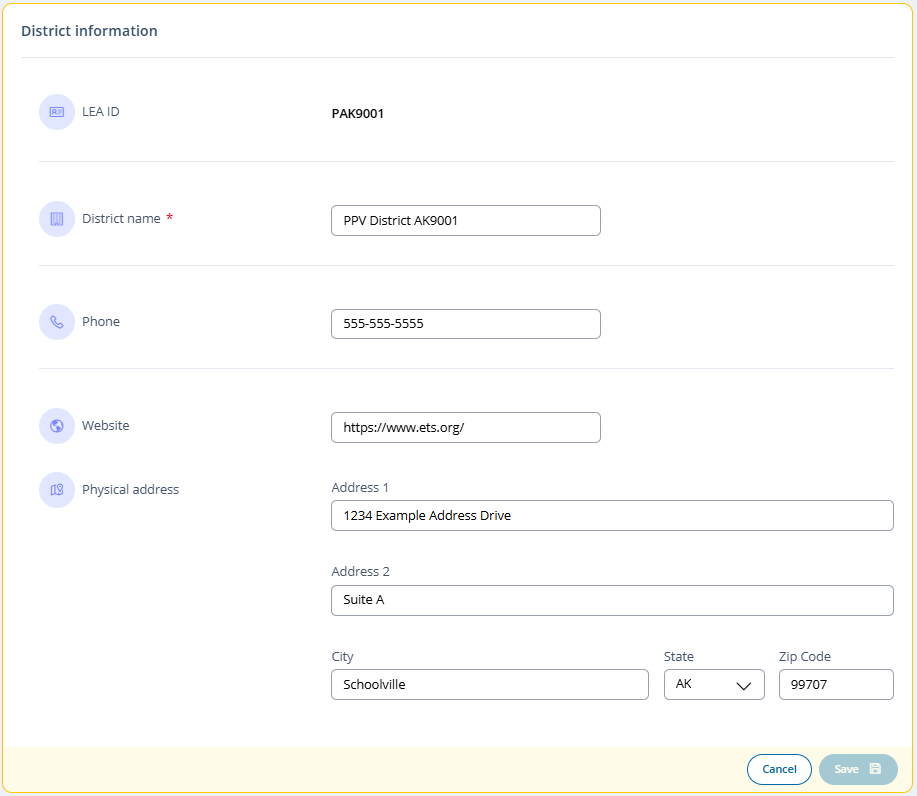 District information
LEA ID
PAK9001
District name *
PPV District AK9001
Phone
555-555-5555
Website
https://www.ets.org/
Physical address
Address 1
1234 Example Address Drive
Address 2
Suite A
City State Zip Code
Schoolville AK 99707
Cancel Save